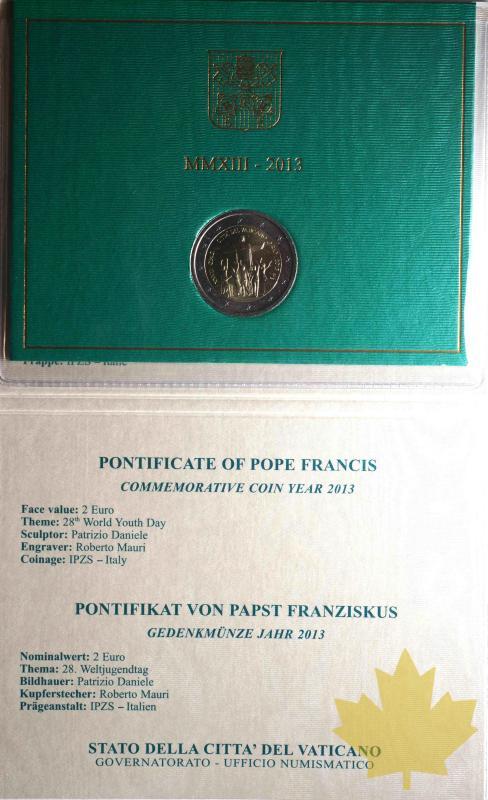 MMXIII · 2013
Frappe: IPZS – Italie
PONTIFICATE OF POPE FRANCIS
COMMEMORATIVE COIN YEAR 2013
Face value: 2 Euro
Theme: 28th World Youth Day
Sculptor: Patrizio Daniele
Engraver: Roberto Mauri
Coinage: IPZS – Italy
PONTIFIKAT VON PAPST FRANZISKUS
GEDENKMÜNZE JAHR 2013
Nominalwert: 2 Euro
Thema: 28. Weltjugendtag
Bildhauer: Patrizio Daniele
Kupferstecher: Roberto Mauri
Prägeanstalt: IPZS – Italien
STATO DELLA CITTA' DEL VATICANO
GOVERNATORATO - UFFICIO NUMISMATICO